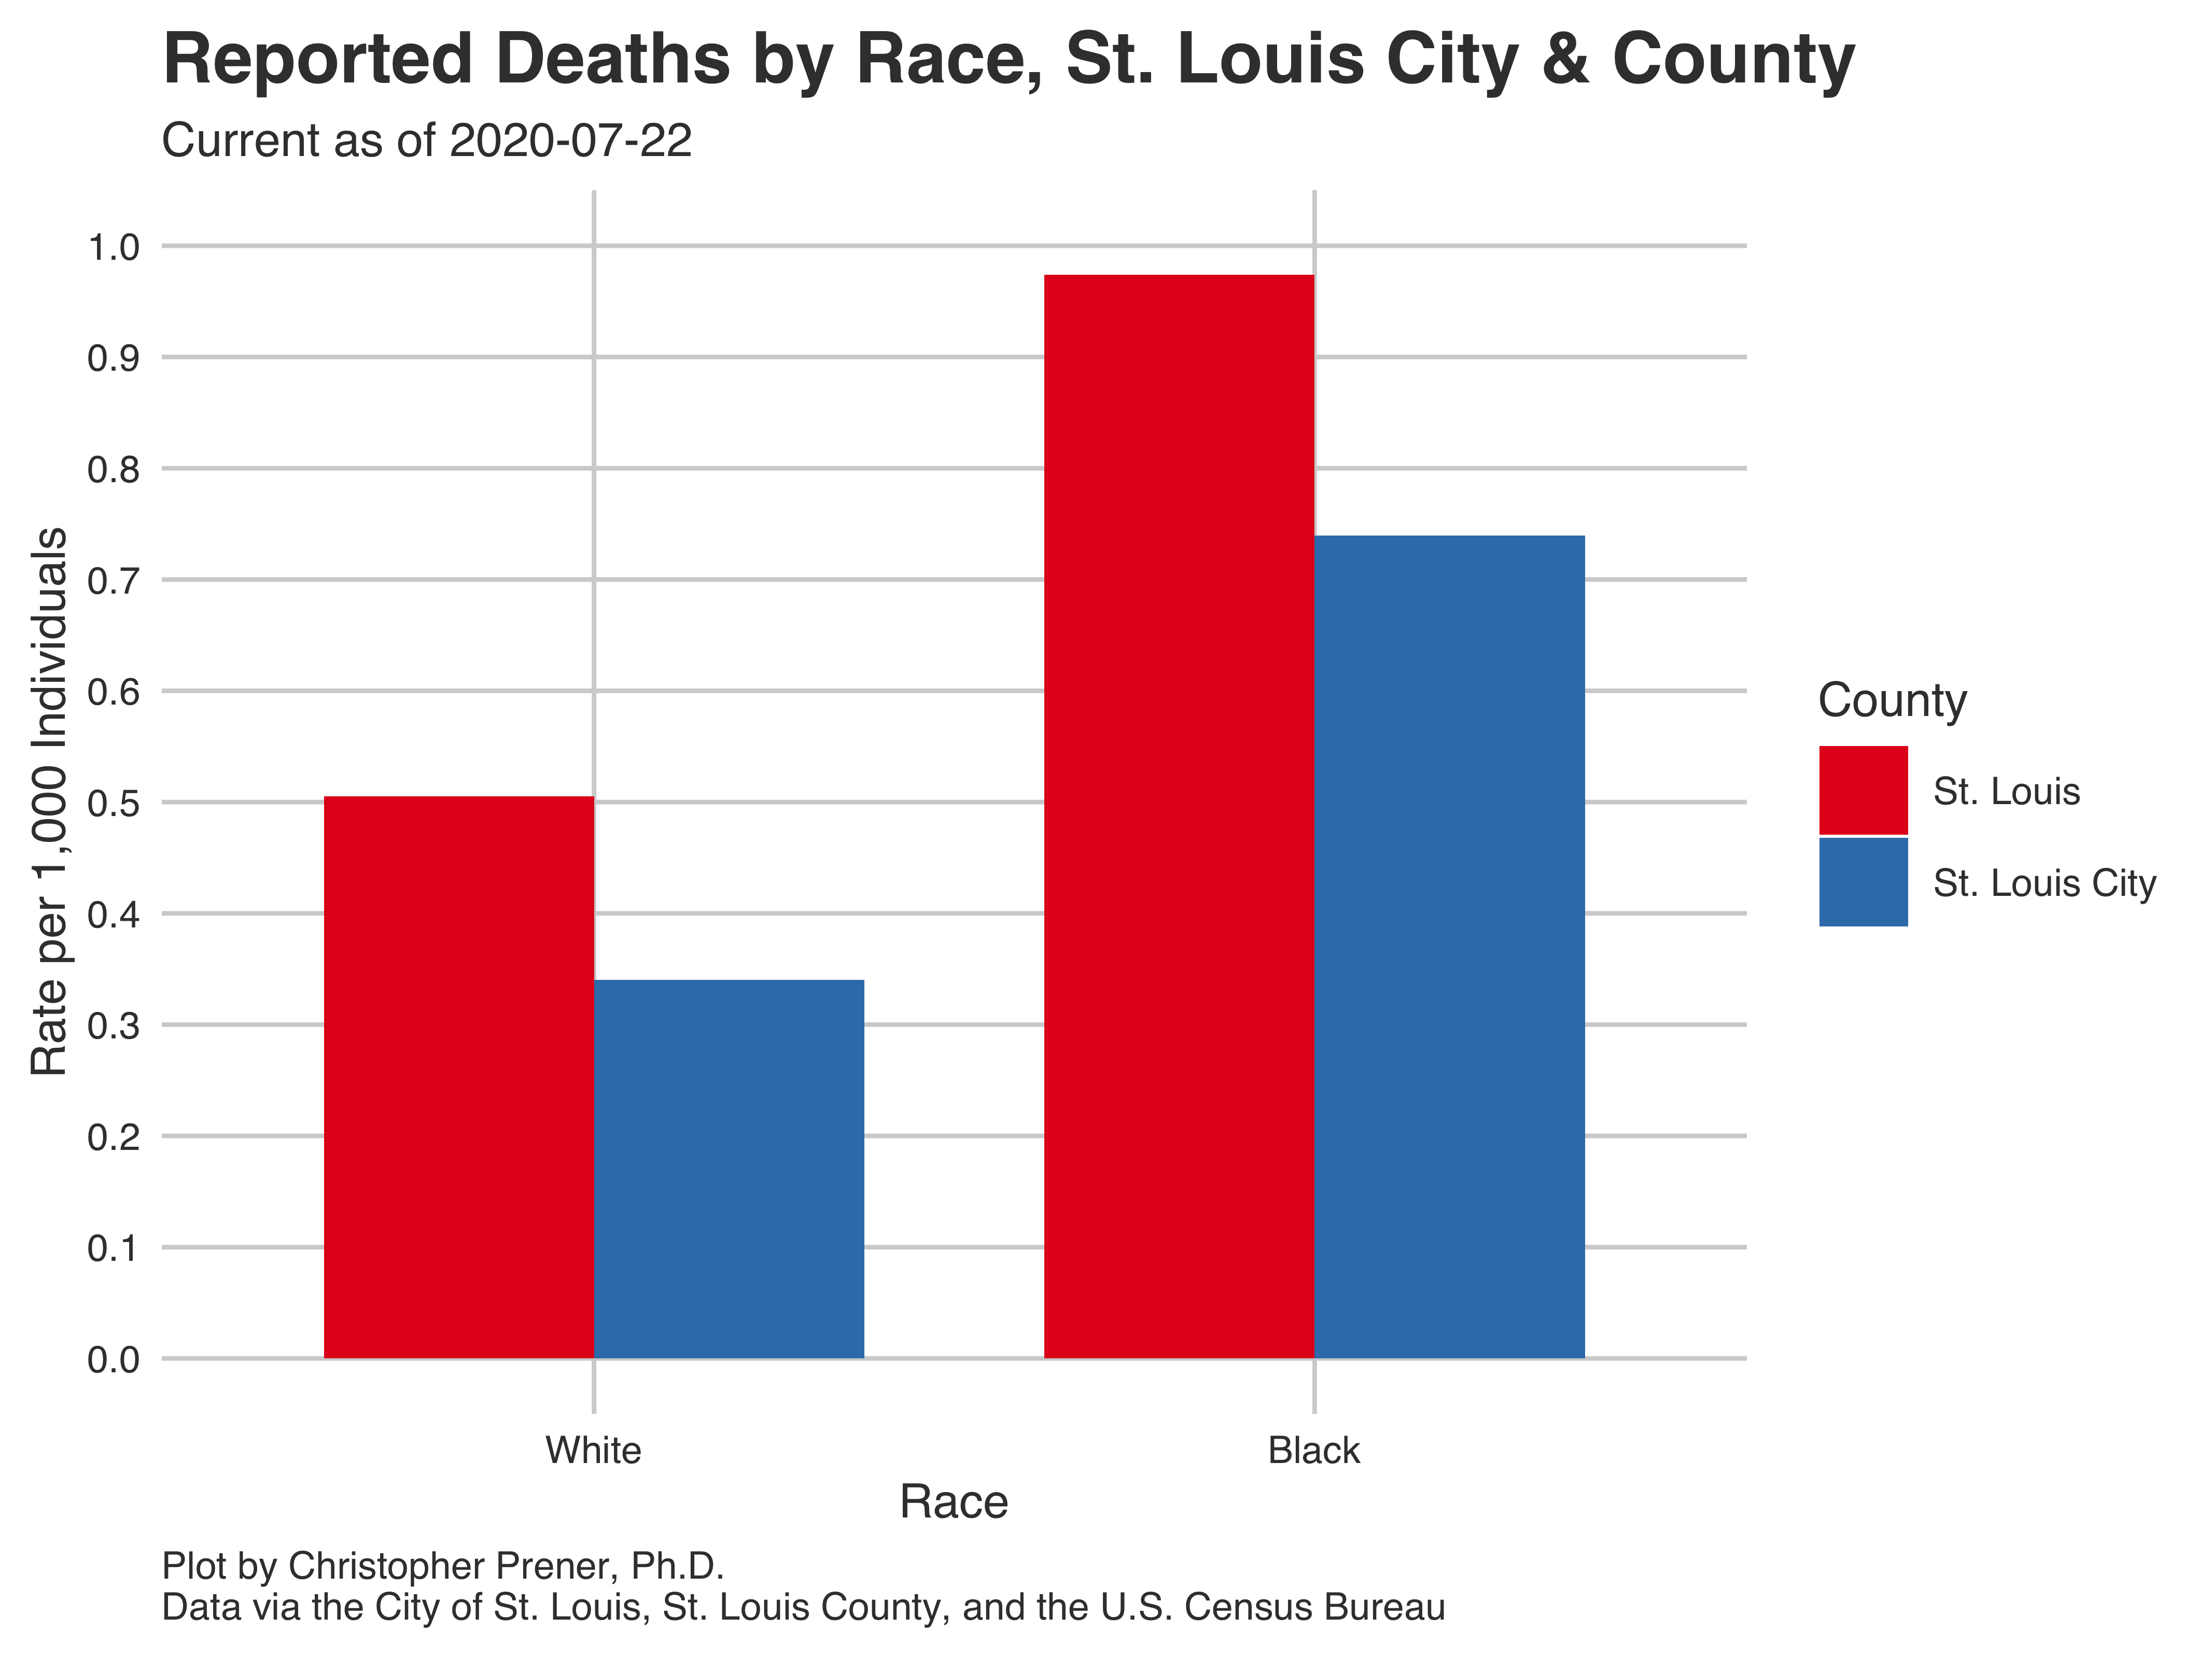 Reported Deaths by Race, St. Louis City & County
Current as of 2020-07-22
Rate per 1,000 Individuals
1.0
0.9
0.8
0.7
0.6
0.5
0.4
0.3
0.2
0.1
0.0
White
Black
Race
County
St. Louis
St. Louis City
Plot by Christopher Prener, Ph.D.
Data via the City of St. Louis, St. Louis County, and the U.S. Census Bureau